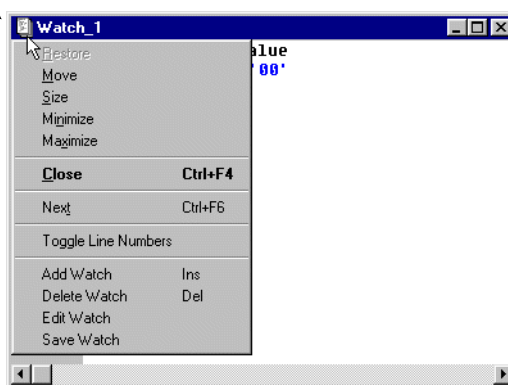 Watch_1
Restore
alue
Move
'00'
Size
Minimize
Maximize
Close Ctrl+F4
Next Ctrl+F6
Toggle Line Numbers
Add Watch Ins
Delete Watch Del
Edit Watch
Save Watch